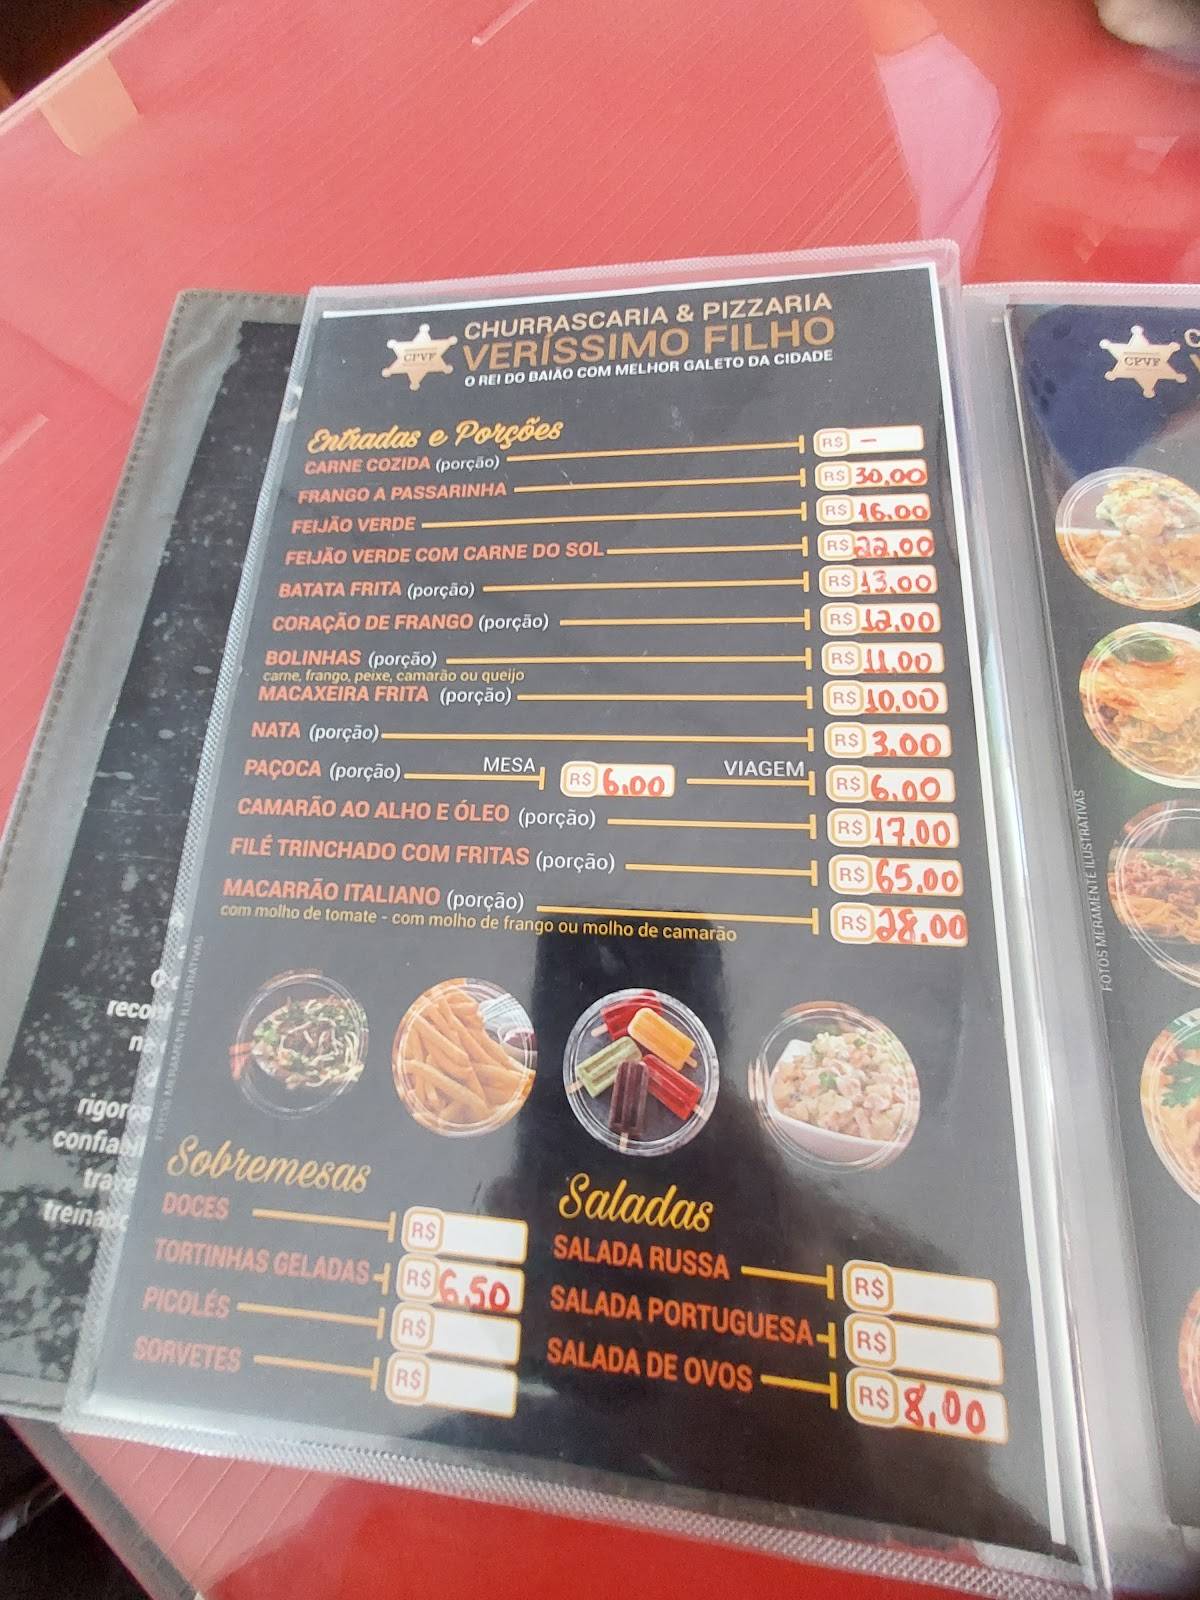 CHURRASCARIA & PIZZARIA
CPVF VERÍSSIMO FILHO
O REI DO BAIÃO COM MELHOR GALETO DA CIDADE
CPVF
Entradas e Porções
CARNE COZIDA (porção) R$ —
FRANGO A PASSARINHA R$ 30,00
FEIJÃO VERDE R$ 16,00
FEIJÃO VERDE COM CARNE DO SOL R$ 22,00
BATATA FRITA (porção) R$ 13,00
CORAÇÃO DE FRANGO (porção) R$ 12,00
BOLINHAS (porção) R$ 11,00
carne, frango, peixe, camarão ou queijo
MACAXEIRA FRITA (porção) R$ 10,00
NATA (porção) R$ 3,00
PAÇOCA (porção) MESA R$ 6,00 VIAGEM R$ 6,00
CAMARÃO AO ALHO E ÓLEO (porção) R$ 17,00
FILÉ TRINCHADO COM FRITAS (porção) R$ 65,00
MACARRÃO ITALIANO (porção) R$ 28,00
com molho de tomate - com molho de frango ou molho de camarão
FOTOS MERAMENTE ILUSTRATIVAS
FOTOS MERAMENTE ILUSTRATIVAS
Sobremesas
DOCES R$
TORTINHAS GELADAS R$ 6,50
PICOLÉS R$
SORVETES R$
Saladas
SALADA RUSSA R$
SALADA PORTUGUESA R$
SALADA DE OVOS R$ 8,00